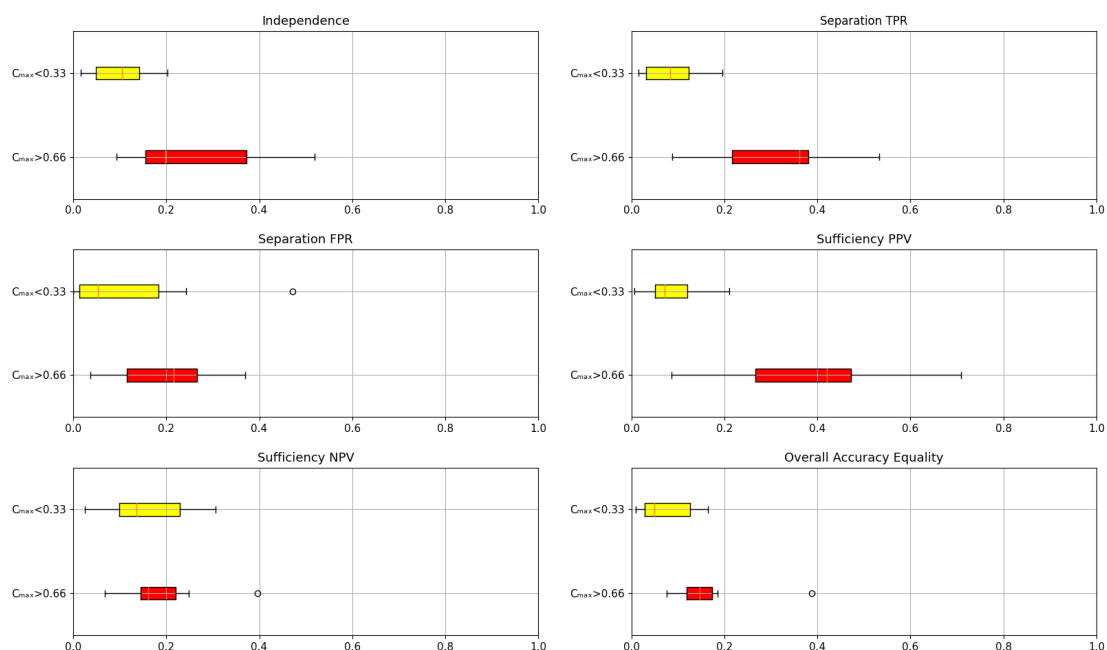 Independence
Cₘₐₓ<0.33
Cₘₐₓ>0.66
0.0 0.2 0.4 0.6 0.8 1.0
Separation TPR
Cₘₐₓ<0.33
Cₘₐₓ>0.66
0.0 0.2 0.4 0.6 0.8 1.0
Separation FPR
Cₘₐₓ<0.33
Cₘₐₓ>0.66
0.0 0.2 0.4 0.6 0.8 1.0
Sufficiency PPV
Cₘₐₓ<0.33
Cₘₐₓ>0.66
0.0 0.2 0.4 0.6 0.8 1.0
Sufficiency NPV
Cₘₐₓ<0.33
Cₘₐₓ>0.66
0.0 0.2 0.4 0.6 0.8 1.0
Overall Accuracy Equality
Cₘₐₓ<0.33
Cₘₐₓ>0.66
0.0 0.2 0.4 0.6 0.8 1.0